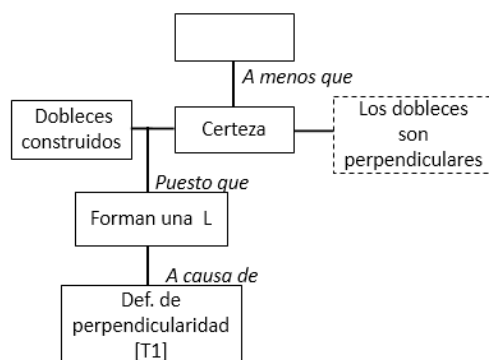 A menos que
Dobleces
construidos
Certeza
Los dobleces
son
perpendiculares
Puesto que
Forman una L
A causa de
Def. de
perpendicularidad
[T1]